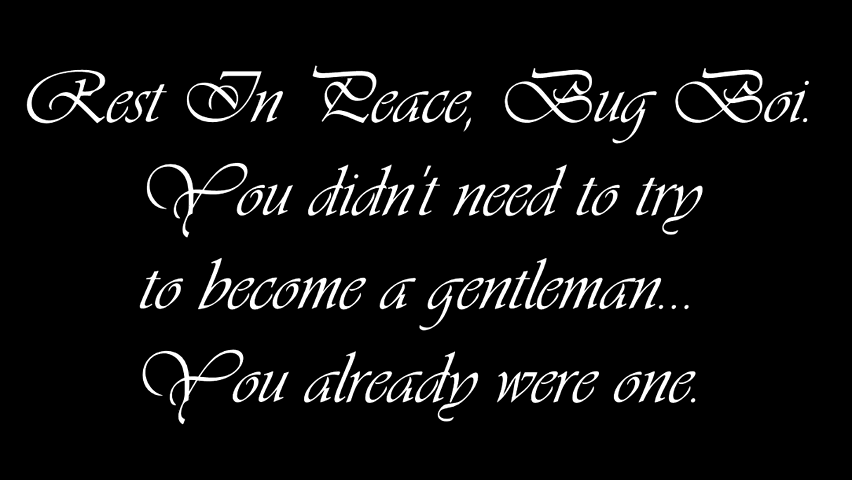 Rest In Peace, Bug Boi.
You didn't need to try
to become a gentleman...
You already were one.